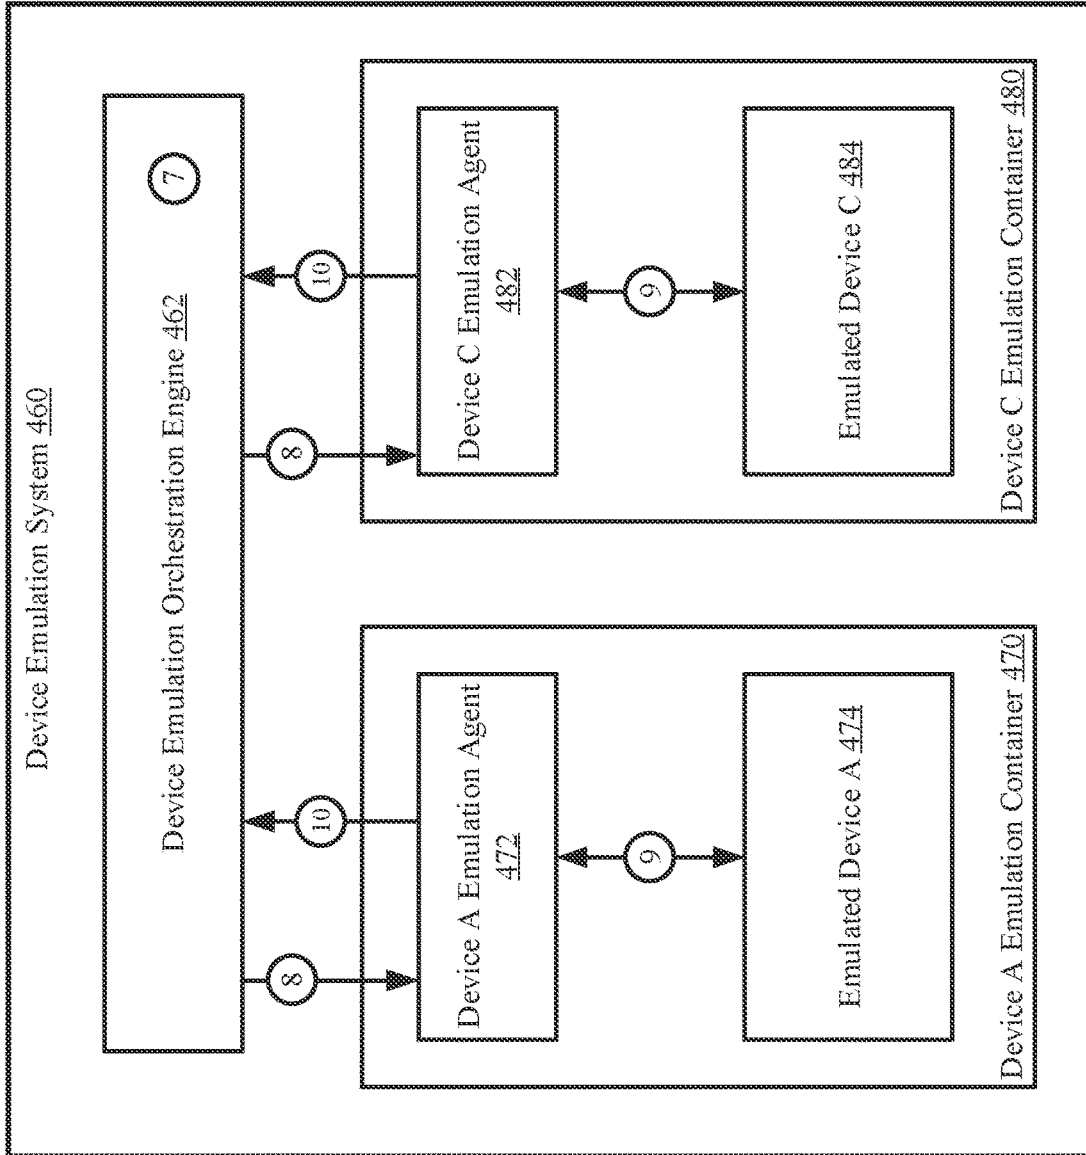 Device Emulation System 460
Device Emulation Orchestration Engine 462
7
8
10
8
10
Device A Emulation Agent
472
9
Emulated Device A 474
Device A Emulation Container 470
Device C Emulation Agent
482
9
Emulated Device C 484
Device C Emulation Container 480